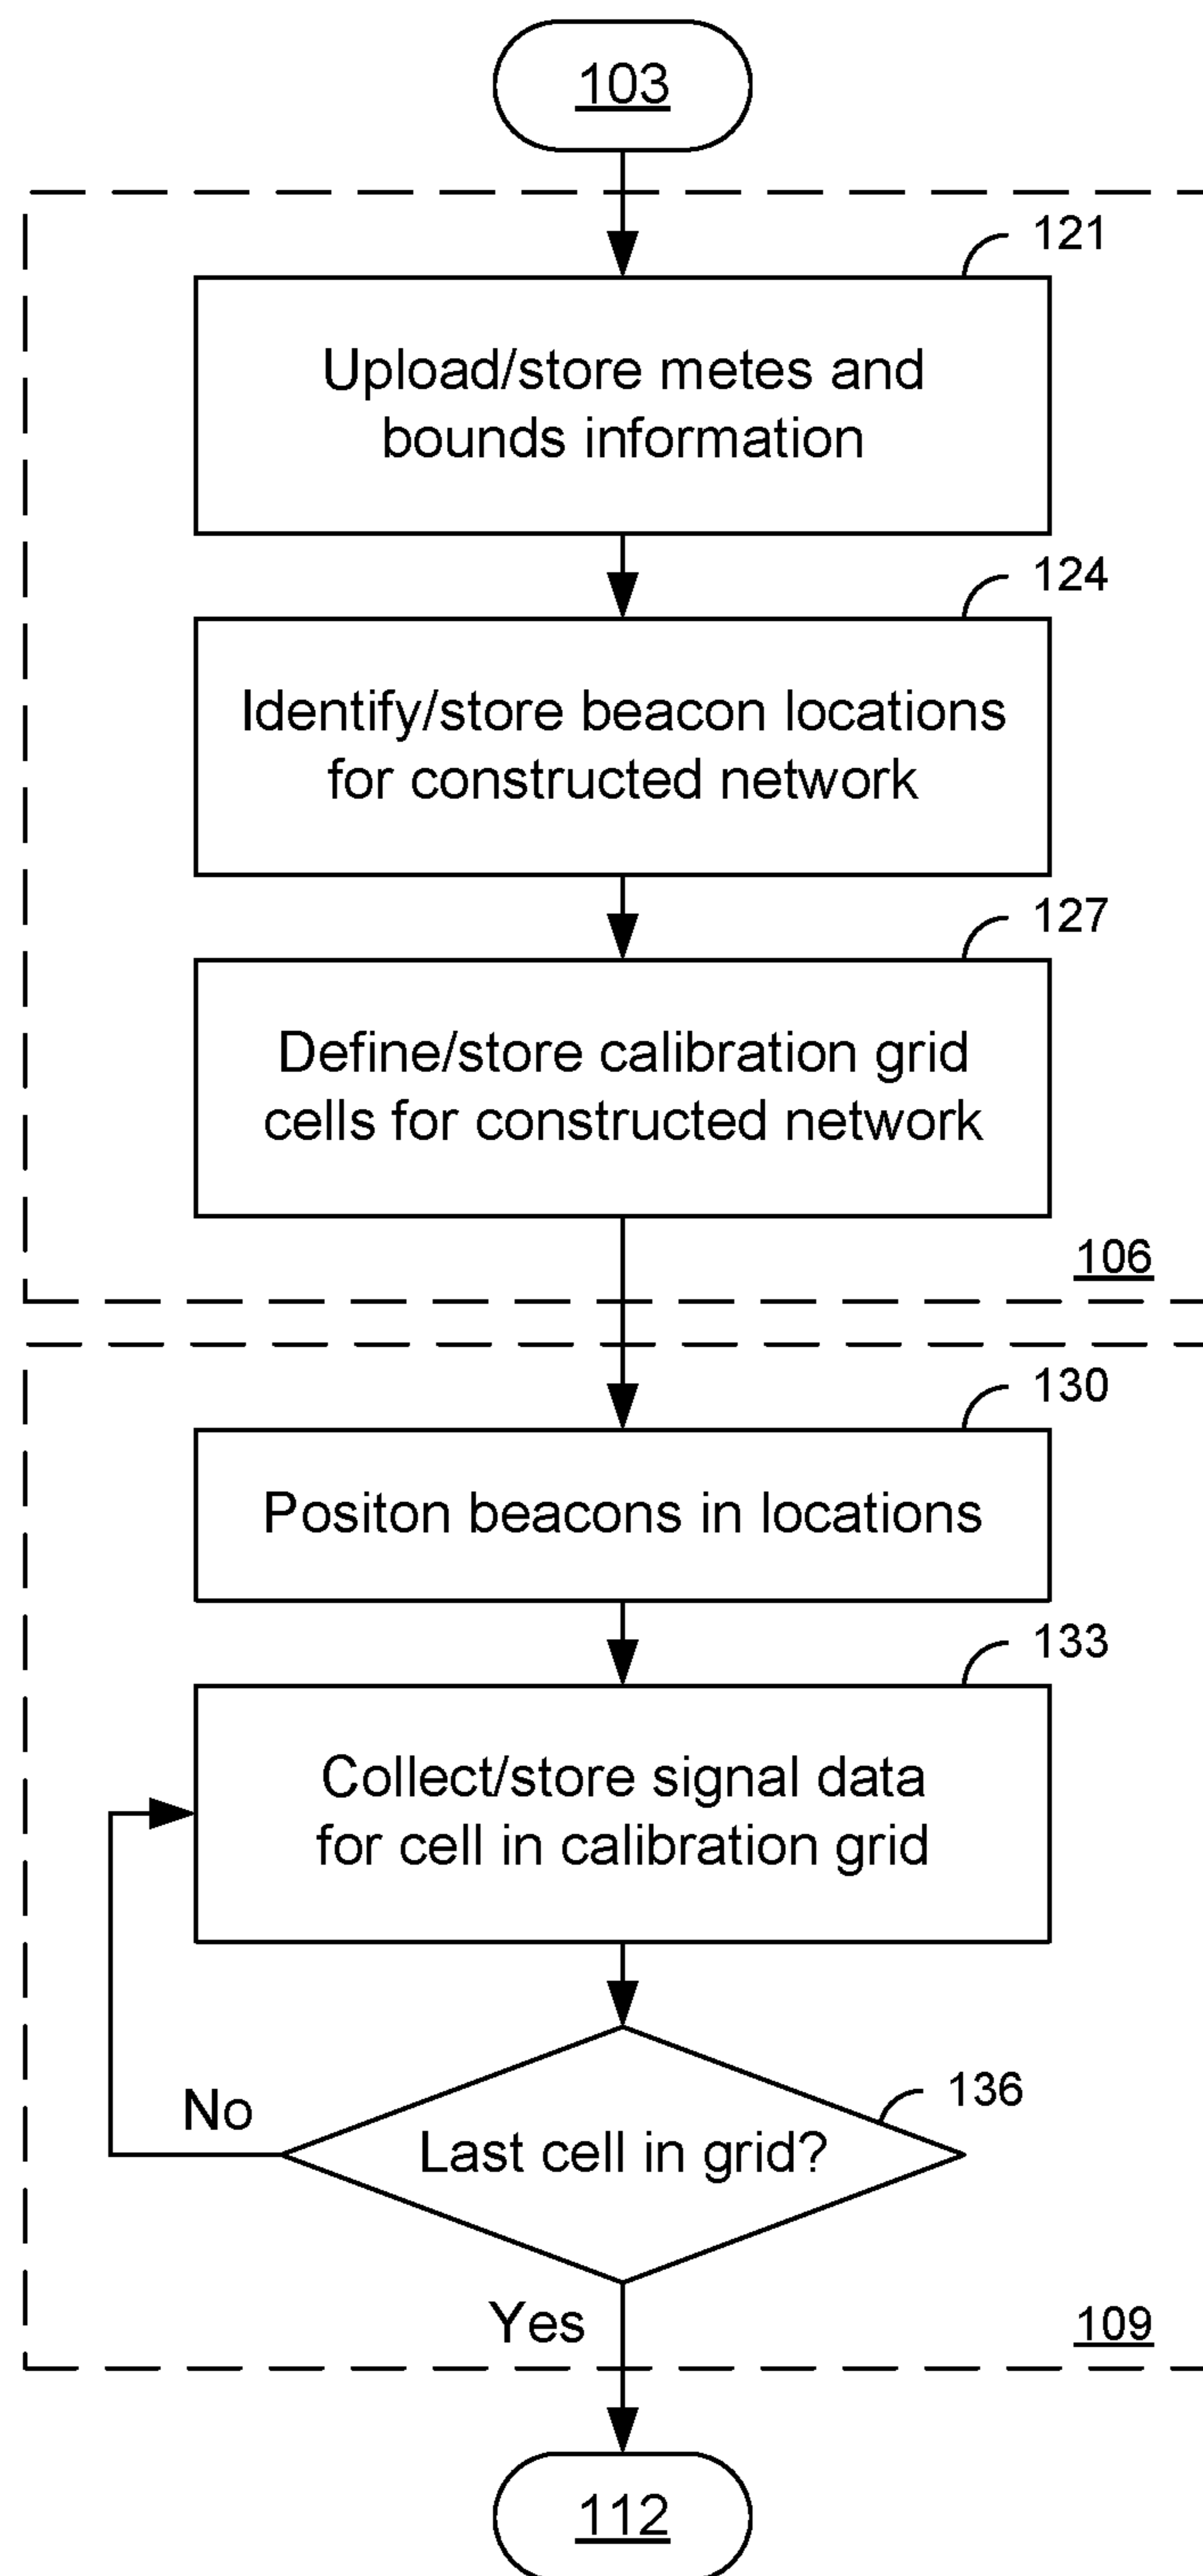 103
121
Upload/store metes and
bounds information
124
Identify/store beacon locations
for constructed network
127
Define/store calibration grid
cells for constructed network
106
130
Positon beacons in locations
133
Collect/store signal data
for cell in calibration grid
136
No
Last cell in grid?
Yes
109
112